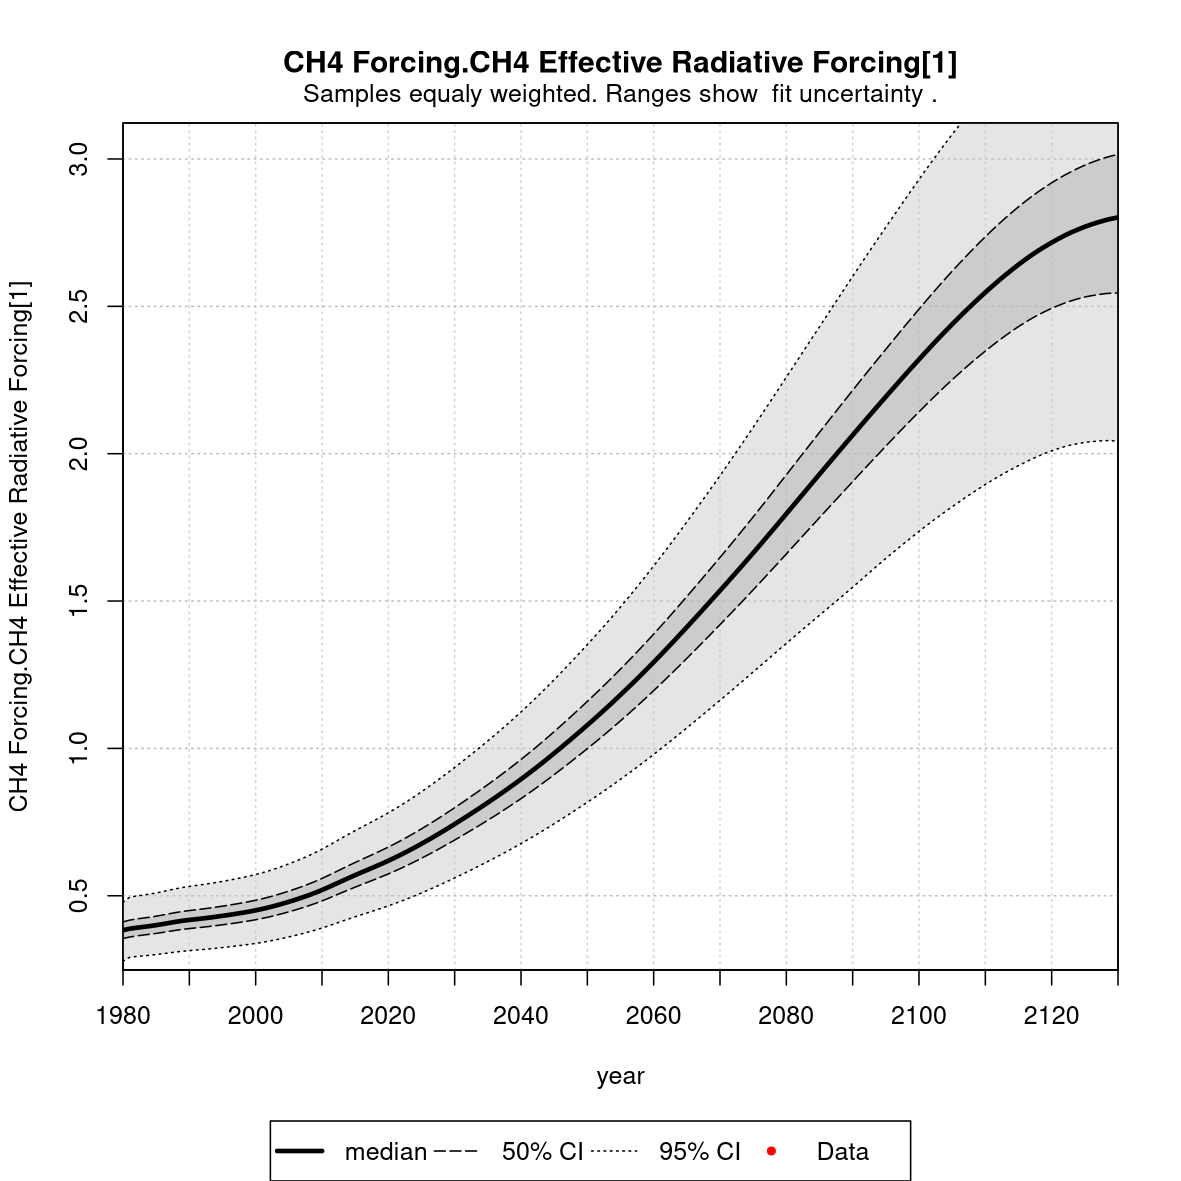 CH4 Forcing.CH4 Effective Radiative Forcing[1]
Samples equaly weighted. Ranges show  fit uncertainty .
CH4 Forcing.CH4 Effective Radiative Forcing[1]
3.0
2.5
2.0
1.5
1.0
0.5
1980 2000 2020 2040 2060 2080 2100 2120
year
median 50% CI 95% CI Data